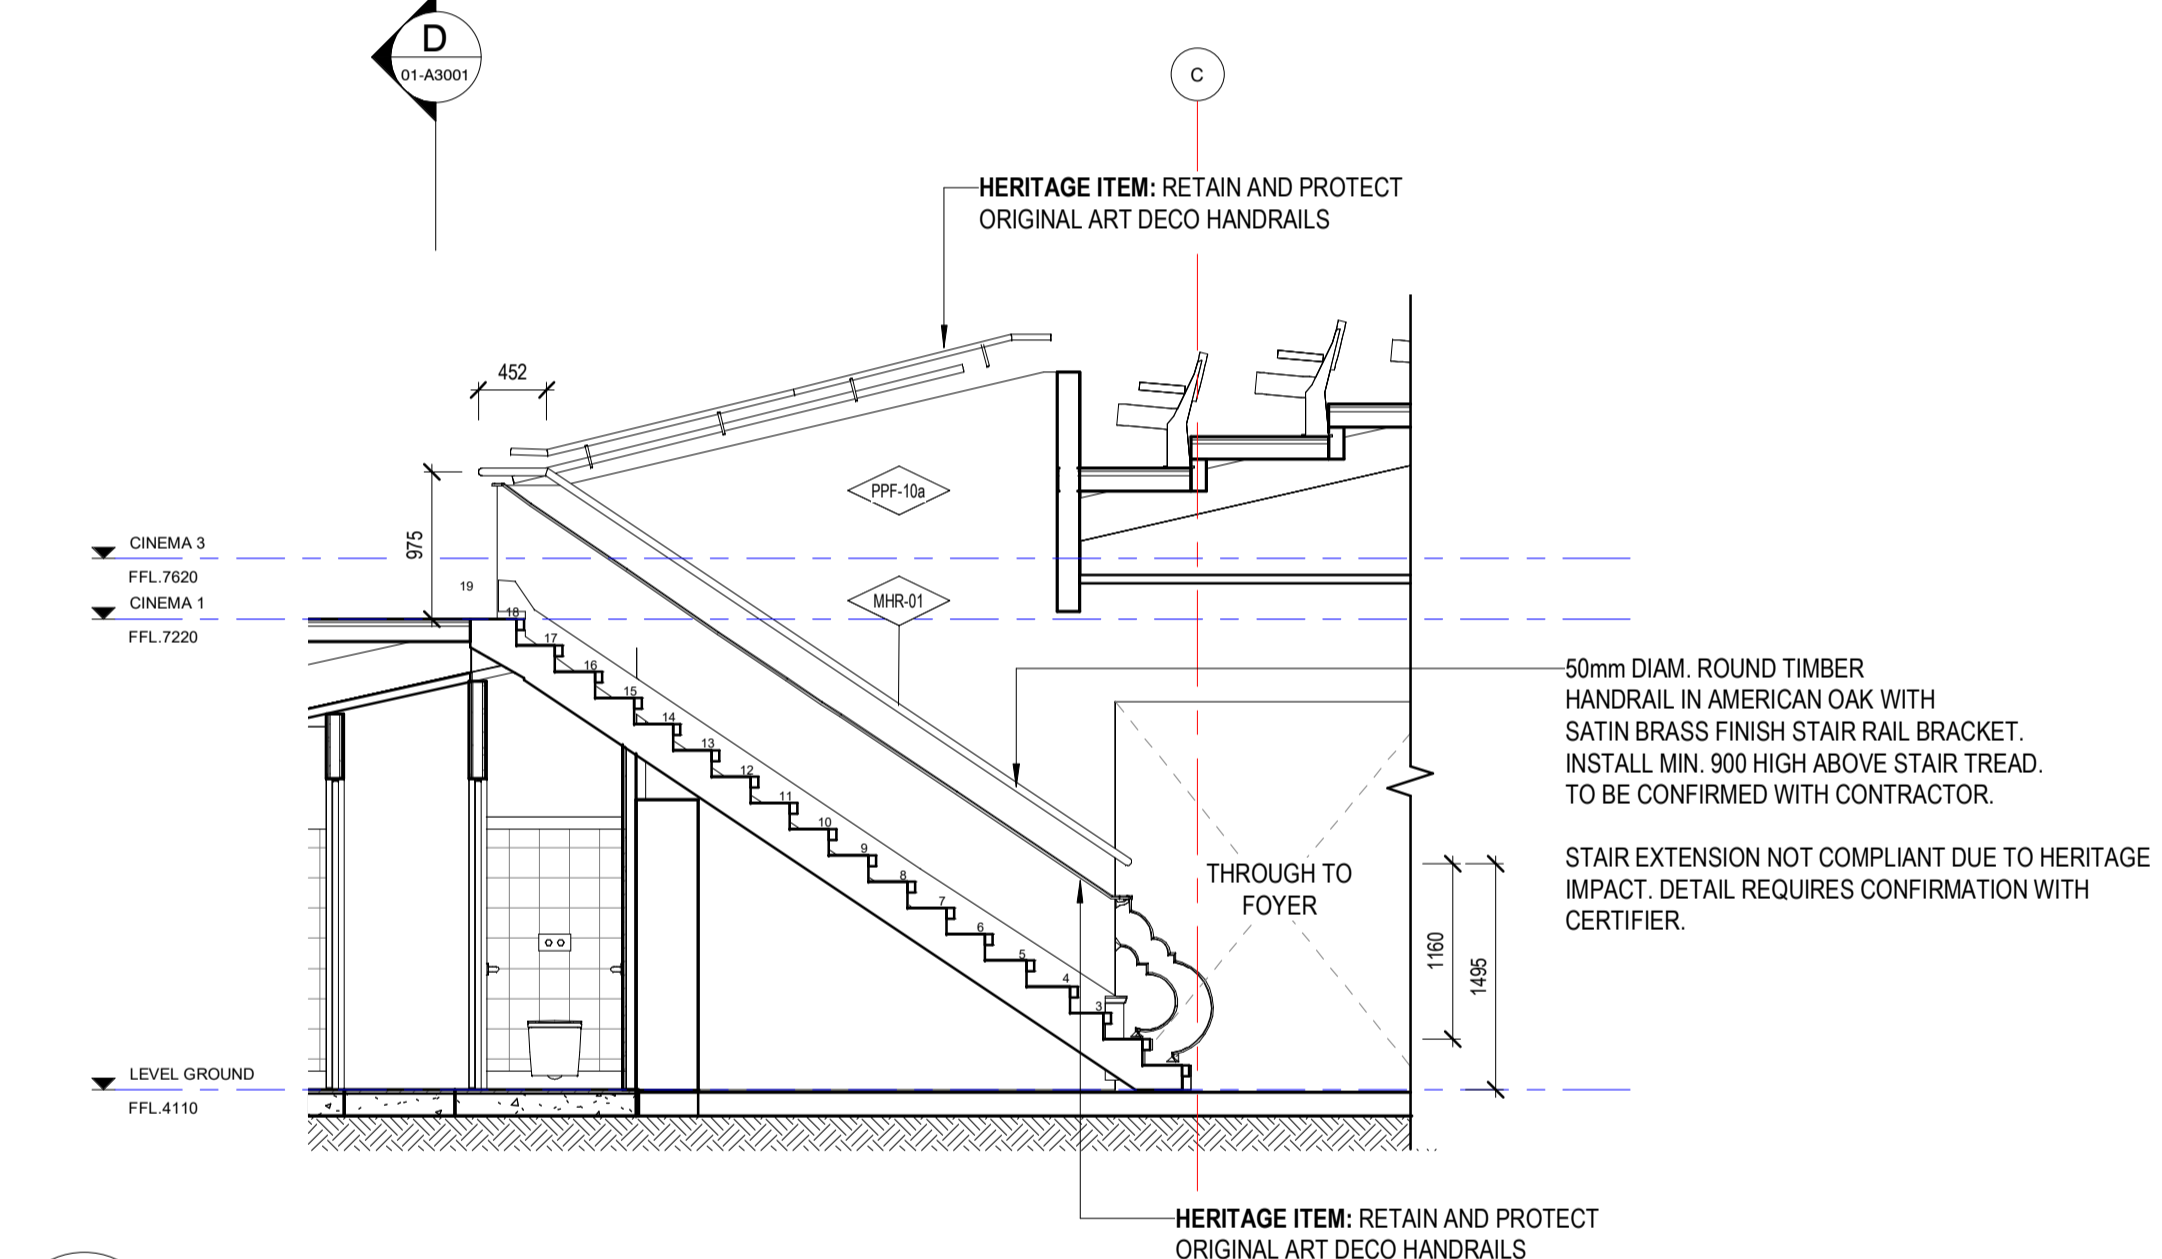 D
01-A3001
C
HERITAGE ITEM: RETAIN AND PROTECT
ORIGINAL ART DECO HANDRAILS
452
975
PPF-10a
CINEMA 3
FFL.7620
CINEMA 1
FFL.7220
MHR-01
19
18
17
16
15
14
13
12
11
10
9
8
7
6
5
4
3
50mm DIAM. ROUND TIMBER
HANDRAIL IN AMERICAN OAK WITH
SATIN BRASS FINISH STAIR RAIL BRACKET.
INSTALL MIN. 900 HIGH ABOVE STAIR TREAD.
TO BE CONFIRMED WITH CONTRACTOR.
STAIR EXTENSION NOT COMPLIANT DUE TO HERITAGE
IMPACT. DETAIL REQUIRES CONFIRMATION WITH
CERTIFIER.
THROUGH TO
FOYER
1160
1495
LEVEL GROUND
FFL.4110
HERITAGE ITEM: RETAIN AND PROTECT
ORIGINAL ART DECO HANDRAILS